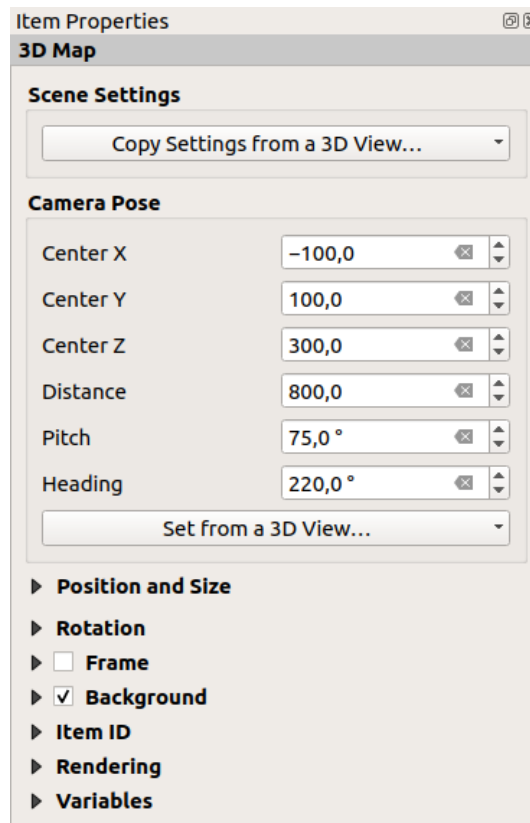 Item Properties
3D Map
Scene Settings
Copy Settings from a 3D View…
Camera Pose
Center X −100,0
Center Y 100,0
Center Z 300,0
Distance 800,0
Pitch 75,0 °
Heading 220,0 °
Set from a 3D View…
Position and Size
Rotation
Frame
Background
Item ID
Rendering
Variables